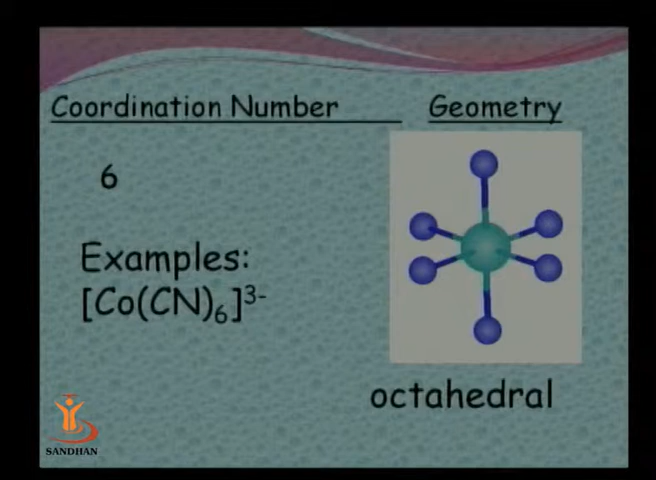 Coordination Number Geometry
6
Examples:
[Co(CN)₆]³⁻
octahedral
SANDHAN